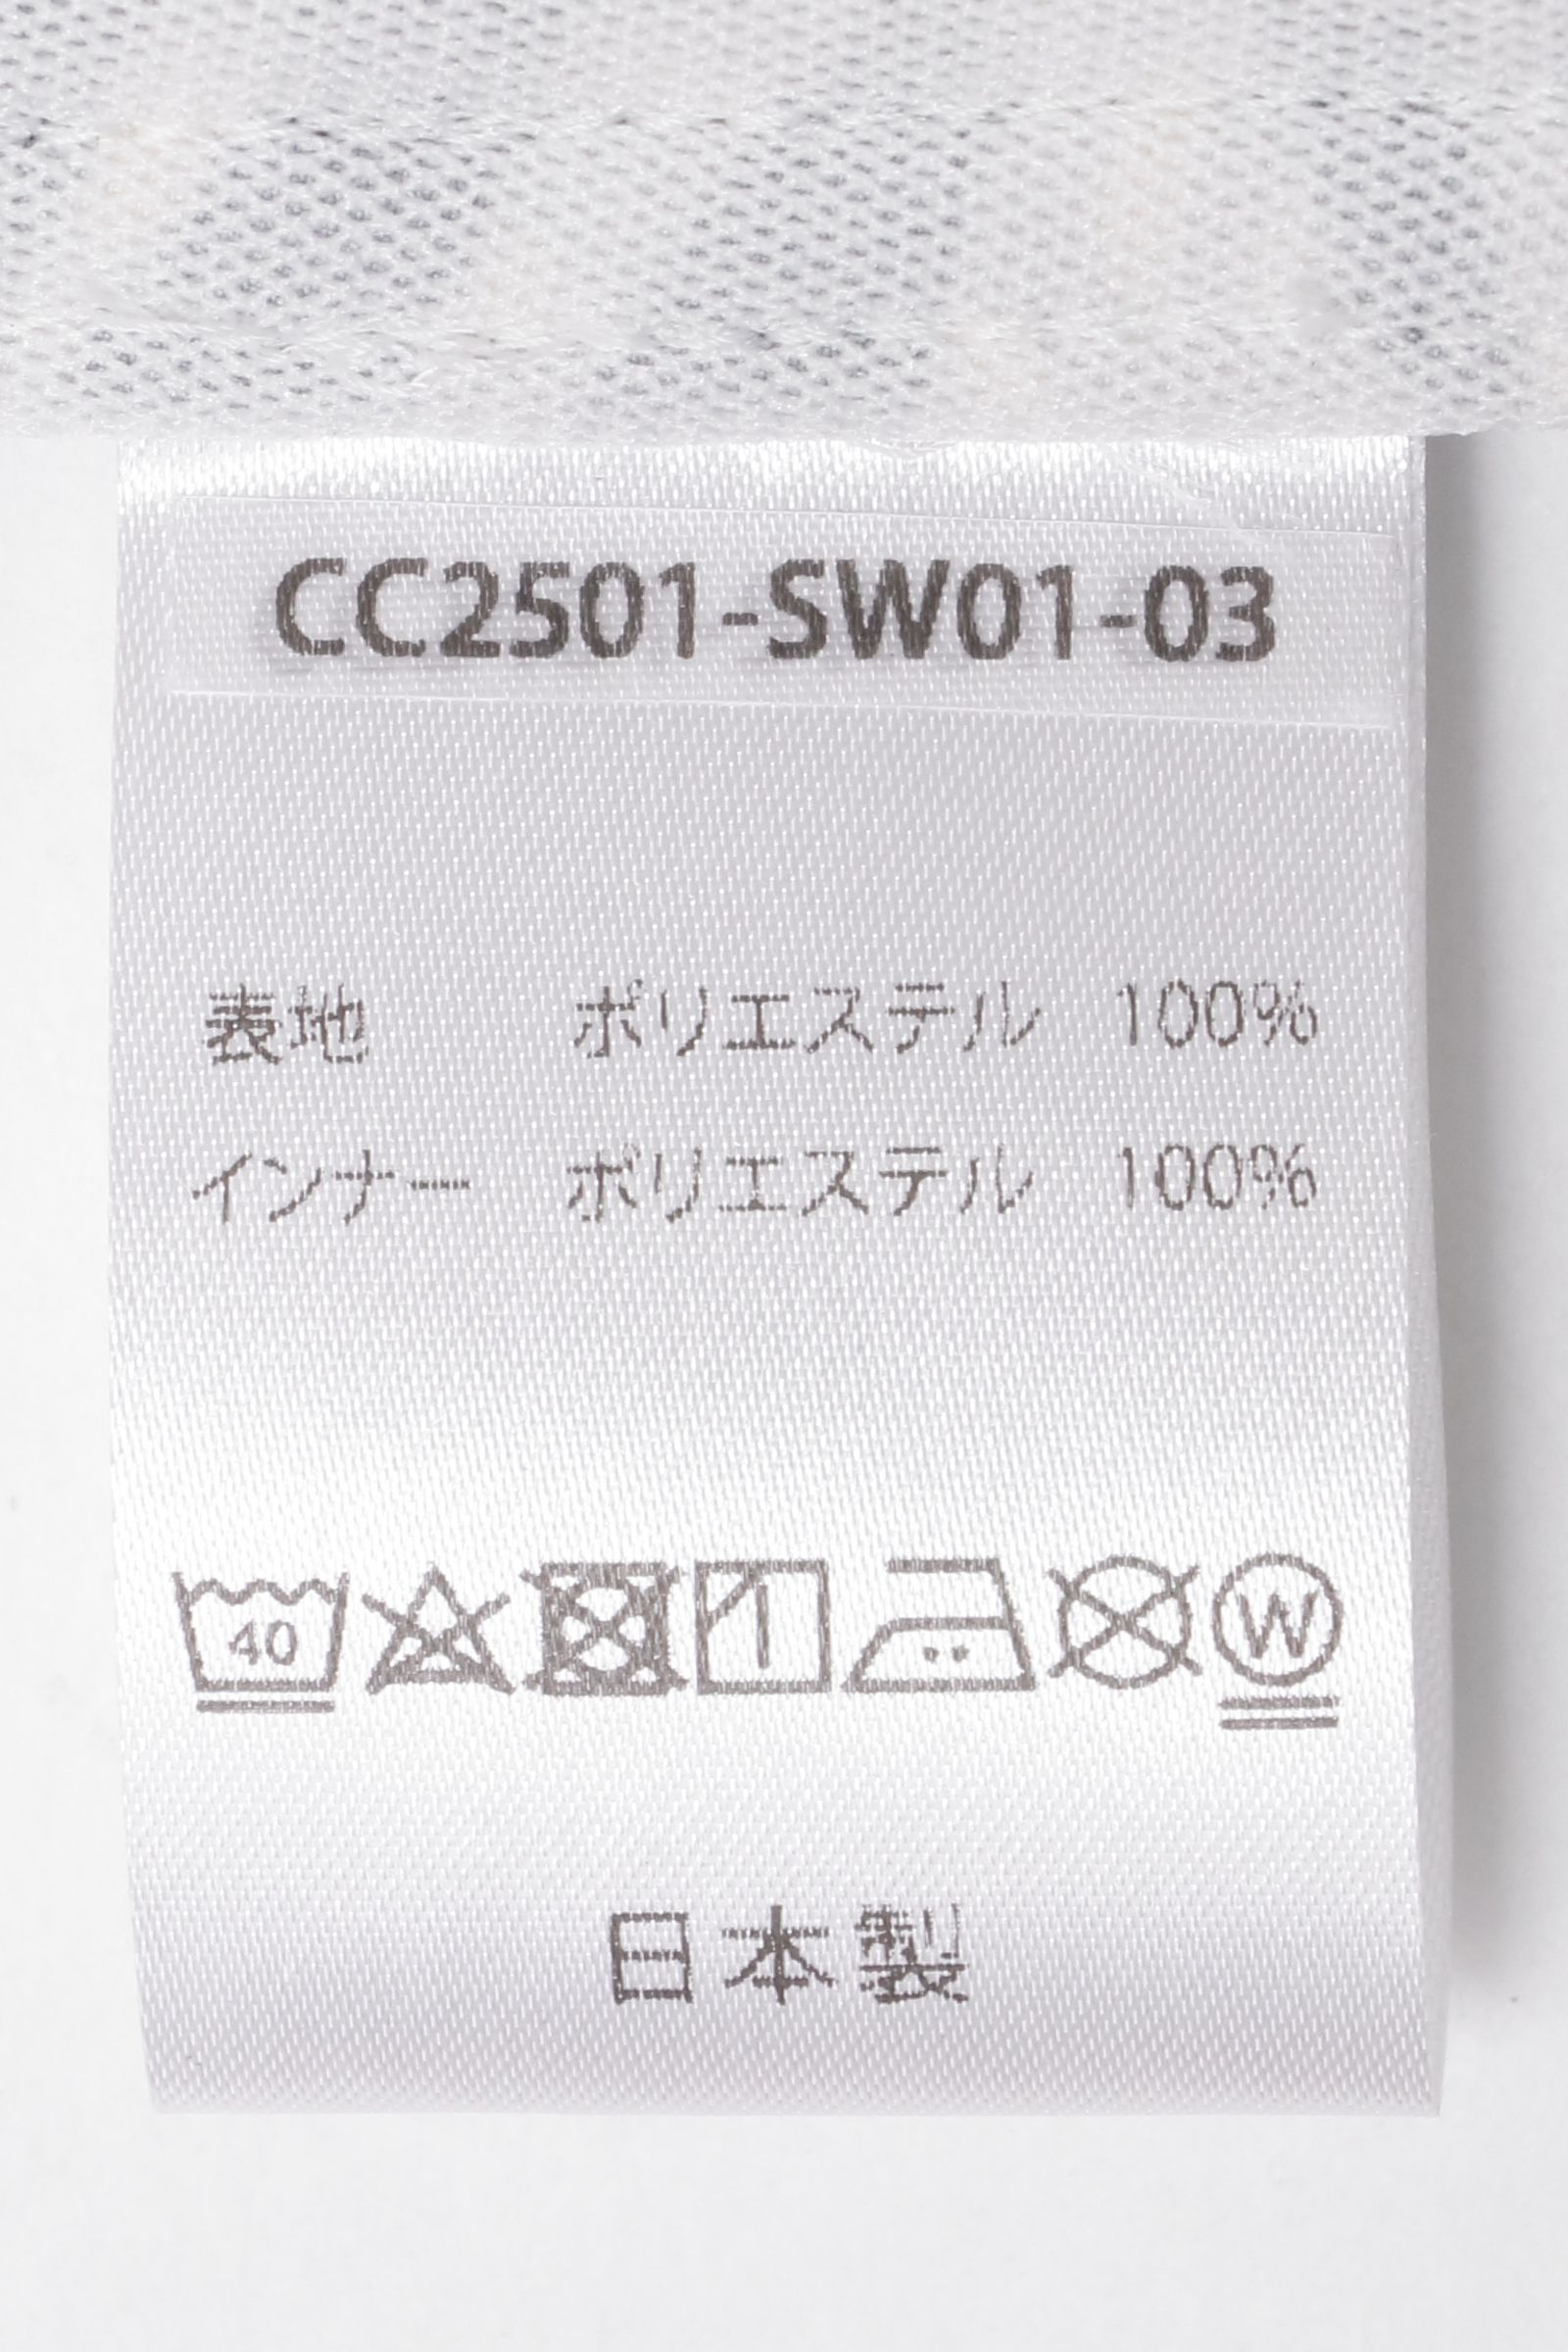 CC2501-SW01-03
表地 ポリエステル 100%
インナー ポリエステル 100%
40 W
日本製